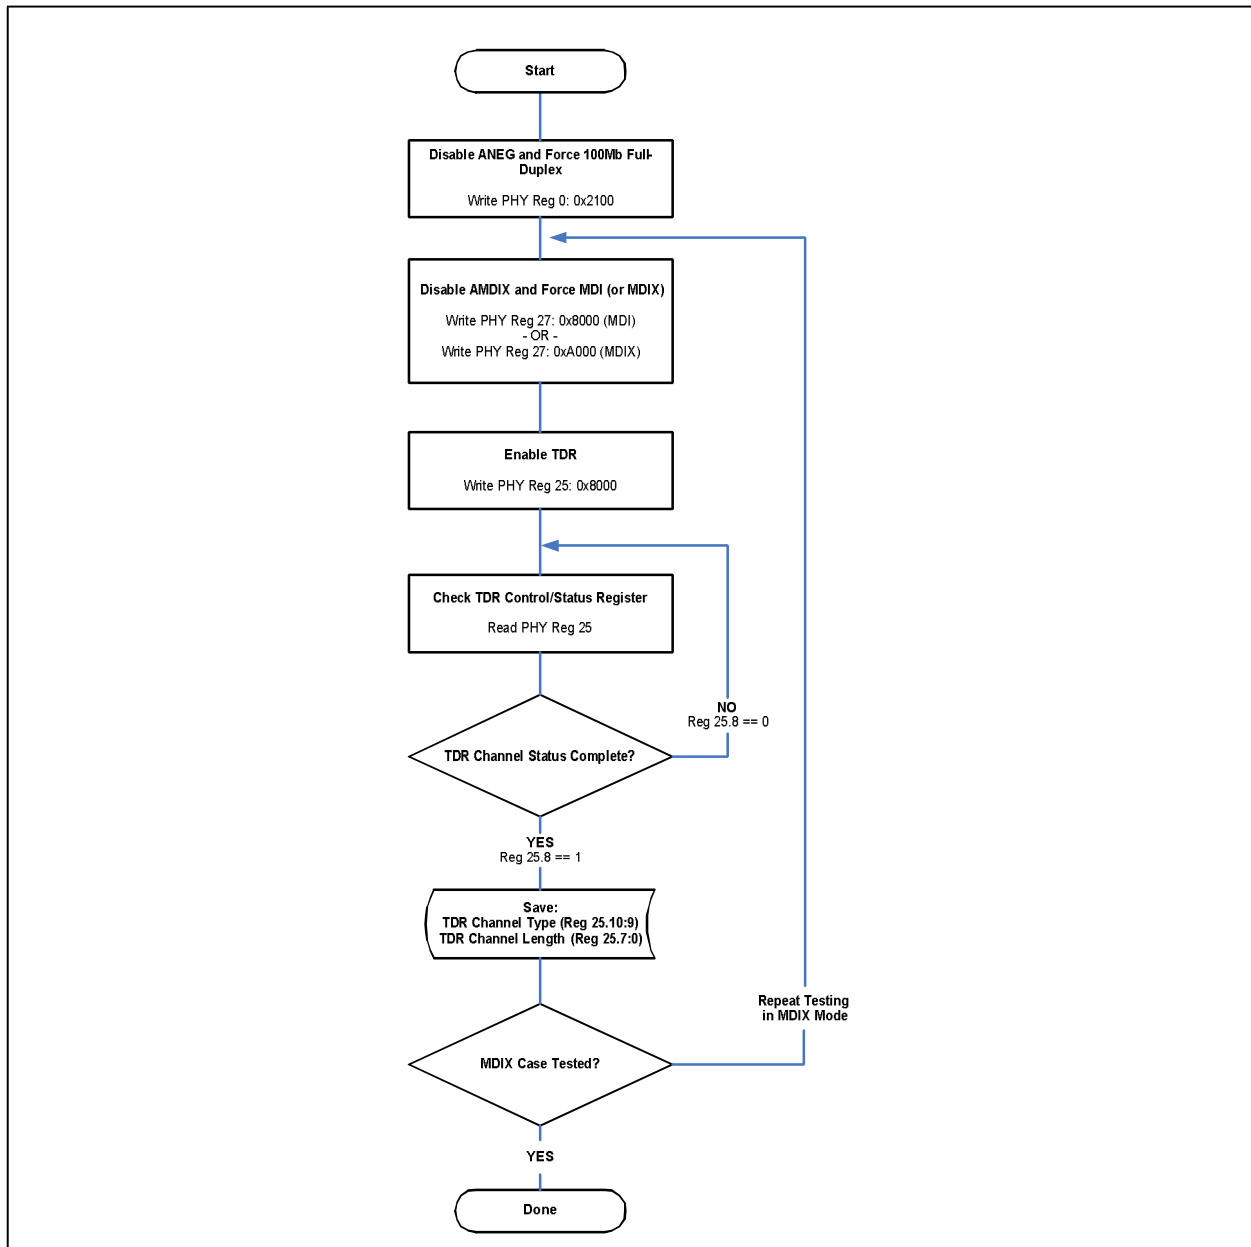 Start
Disable ANEG and Force 100Mb Full-
Duplex
Write PHY Reg 0: 0x2100
Disable AMDIX and Force MDI (or MDIX)
Write PHY Reg 27: 0x8000 (MDI)
- OR -
Write PHY Reg 27: 0xA000 (MDIX)
Enable TDR
Write PHY Reg 25: 0x8000
Check TDR Control/Status Register
Read PHY Reg 25
NO
Reg 25.8 == 0
TDR Channel Status Complete?
YES
Reg 25.8 == 1
Save:
TDR Channel Type (Reg 25.10:9)
TDR Channel Length (Reg 25.7:0)
Repeat Testing
in MDIX Mode
MDIX Case Tested?
YES
Done